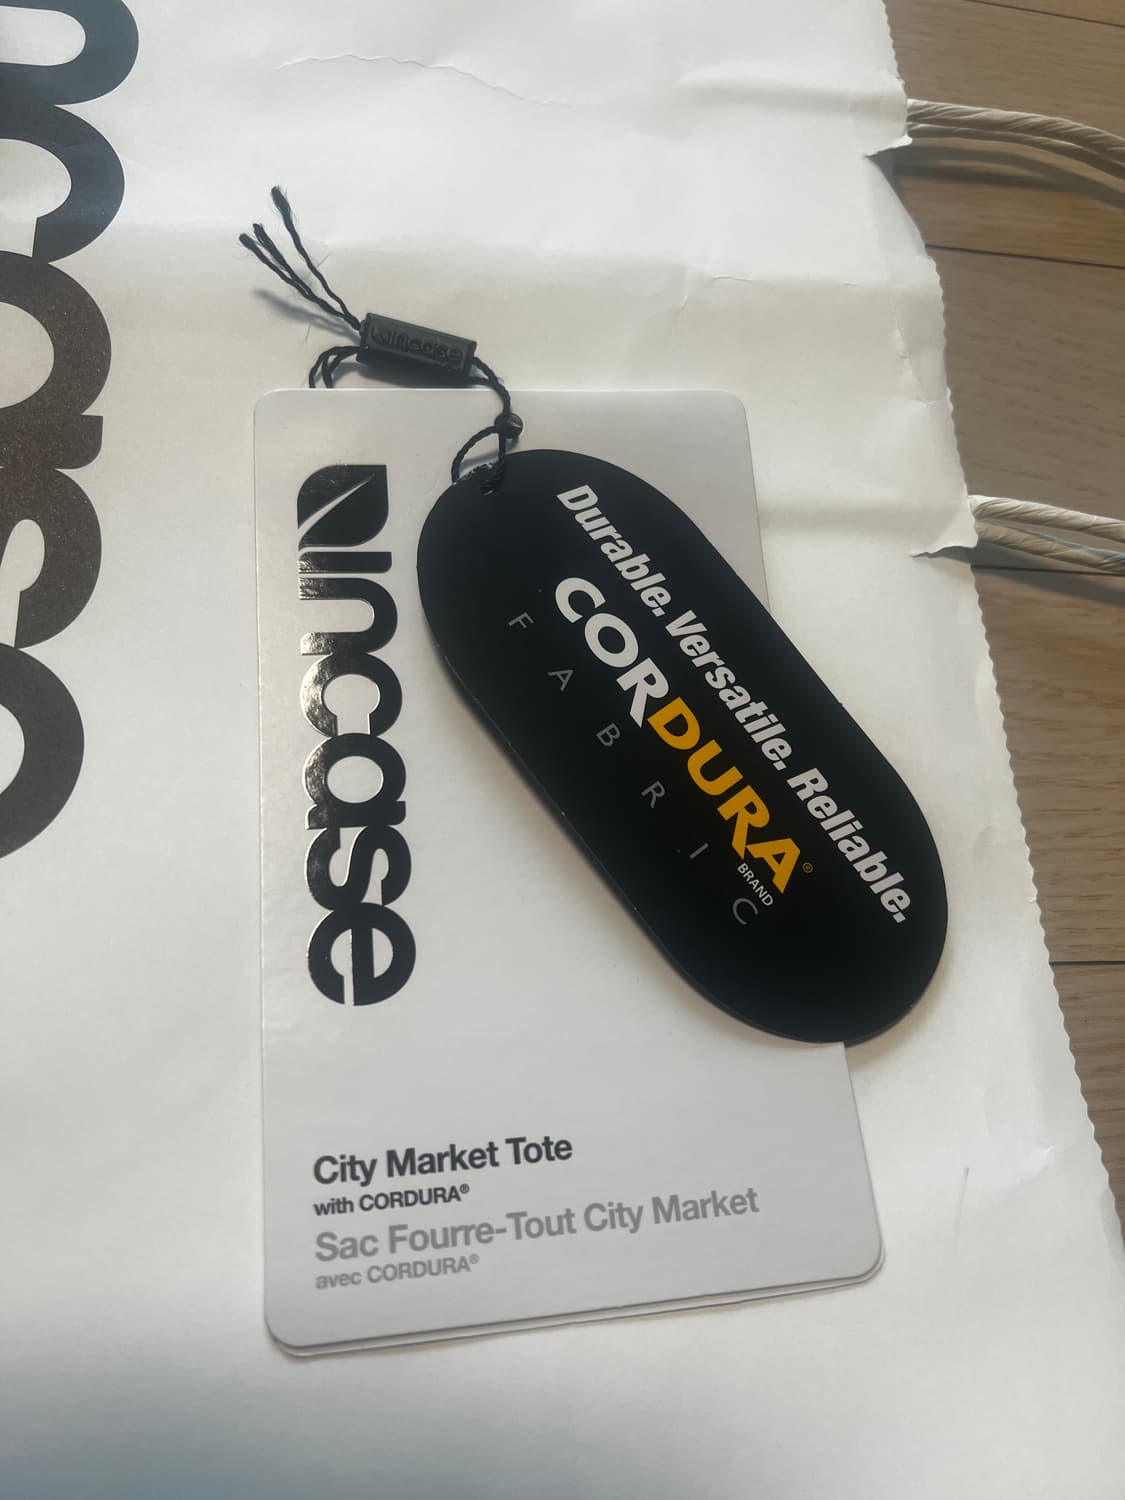 incase
incase
incase
Durable. Versatile. Reliable.
CORDURA®
BRAND
FABRIC
City Market Tote
with CORDURA®
Sac Fourre-Tout City Market
avec CORDURA®